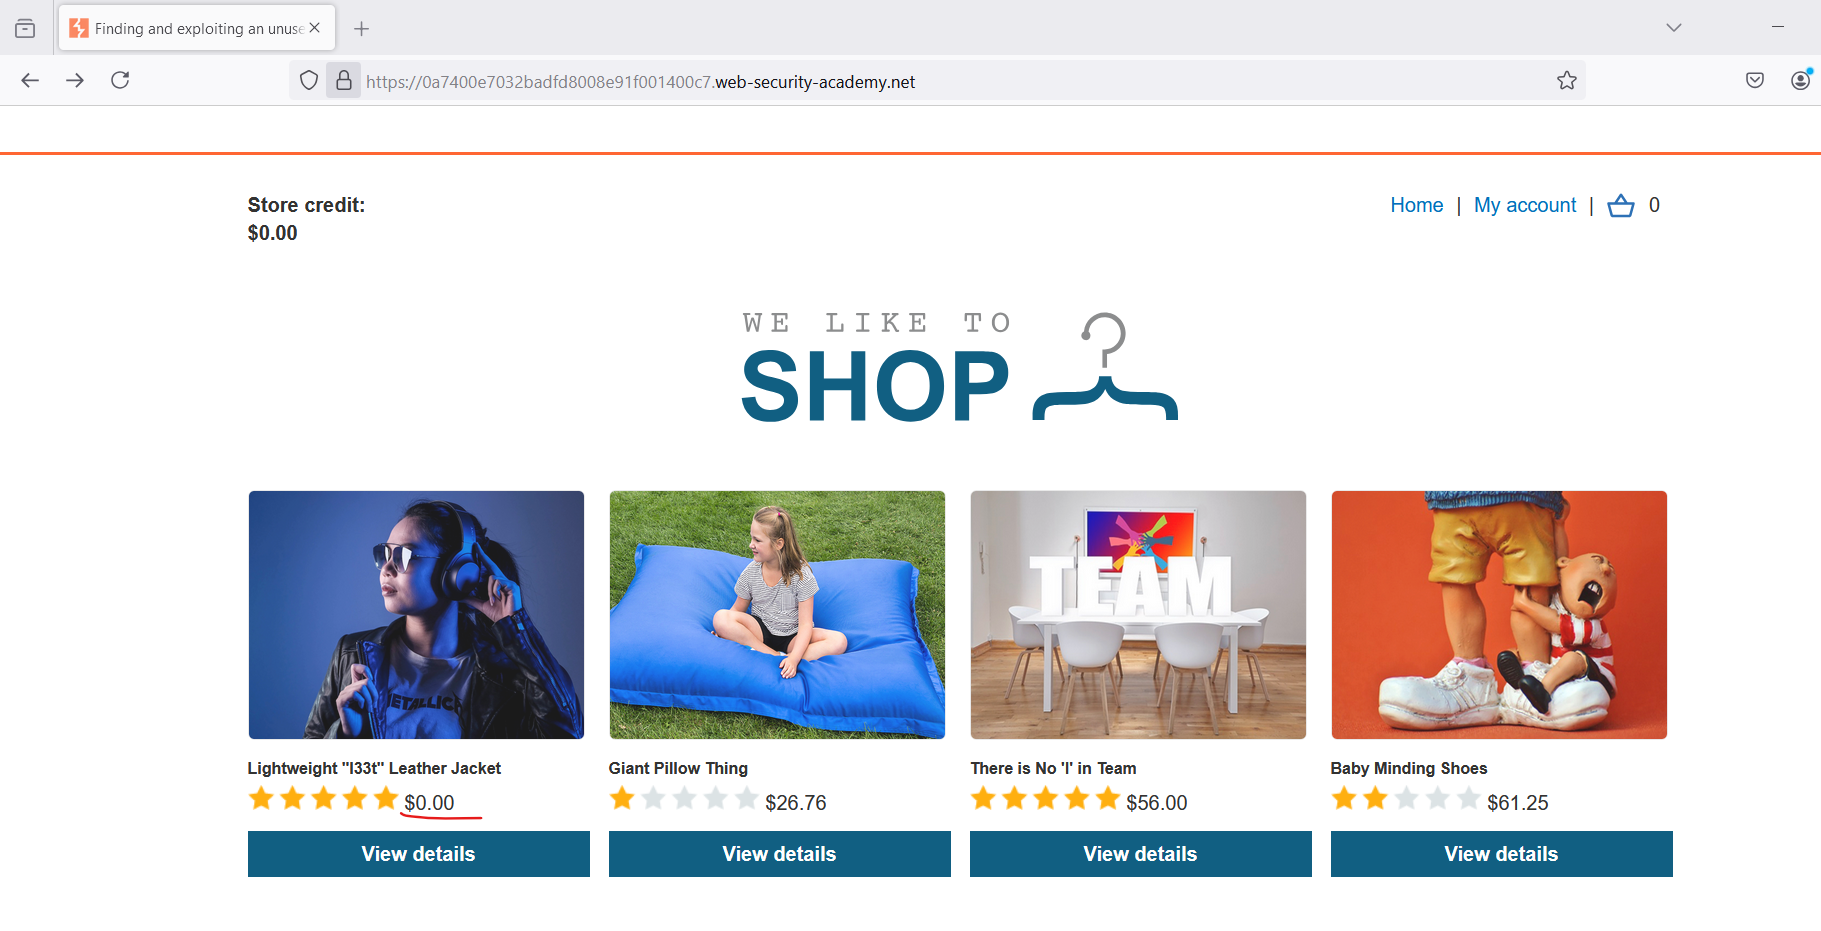 Finding and exploiting an unuse
https://0a7400e7032badfd8008e91f001400c7.web-security-academy.net
Store credit:
$0.00
Home | My account | 0
WE LIKE TO
SHOP
METALLICA
TEAM
Lightweight "l33t" Leather Jacket
$0.00
View details
Giant Pillow Thing
$26.76
View details
There is No 'I' in Team
$56.00
View details
Baby Minding Shoes
$61.25
View details